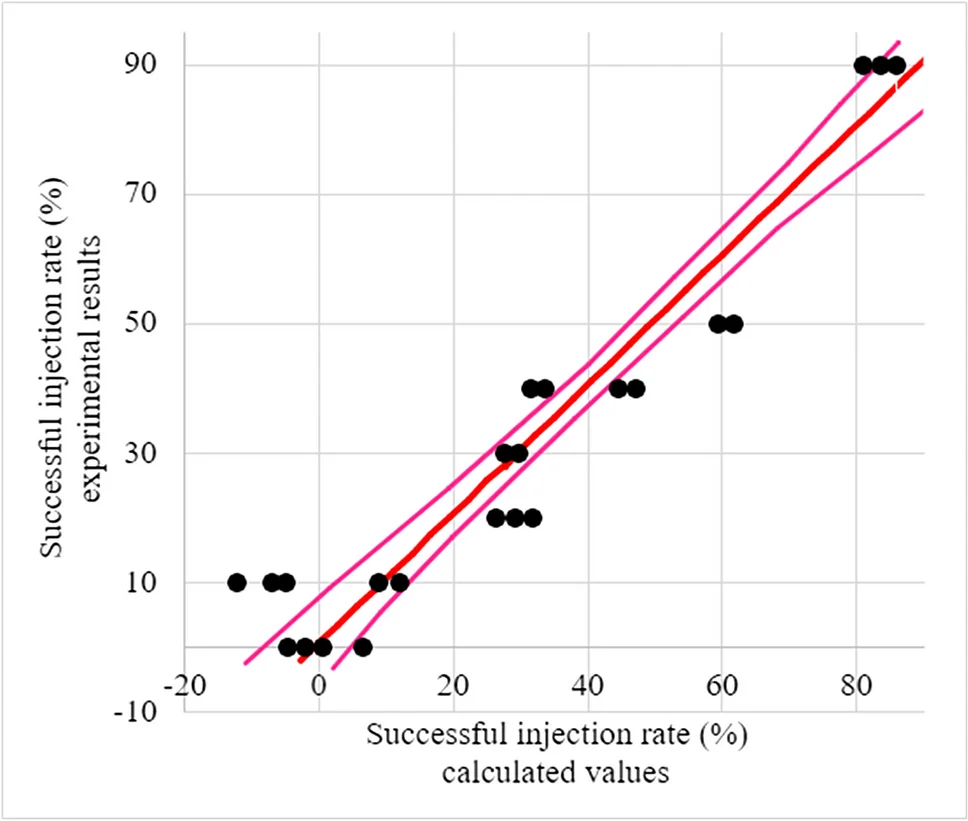 Successful injection rate (%)
experimental results
90
70
50
30
10
-10
-20 0 20 40 60 80
Successful injection rate (%)
calculated values